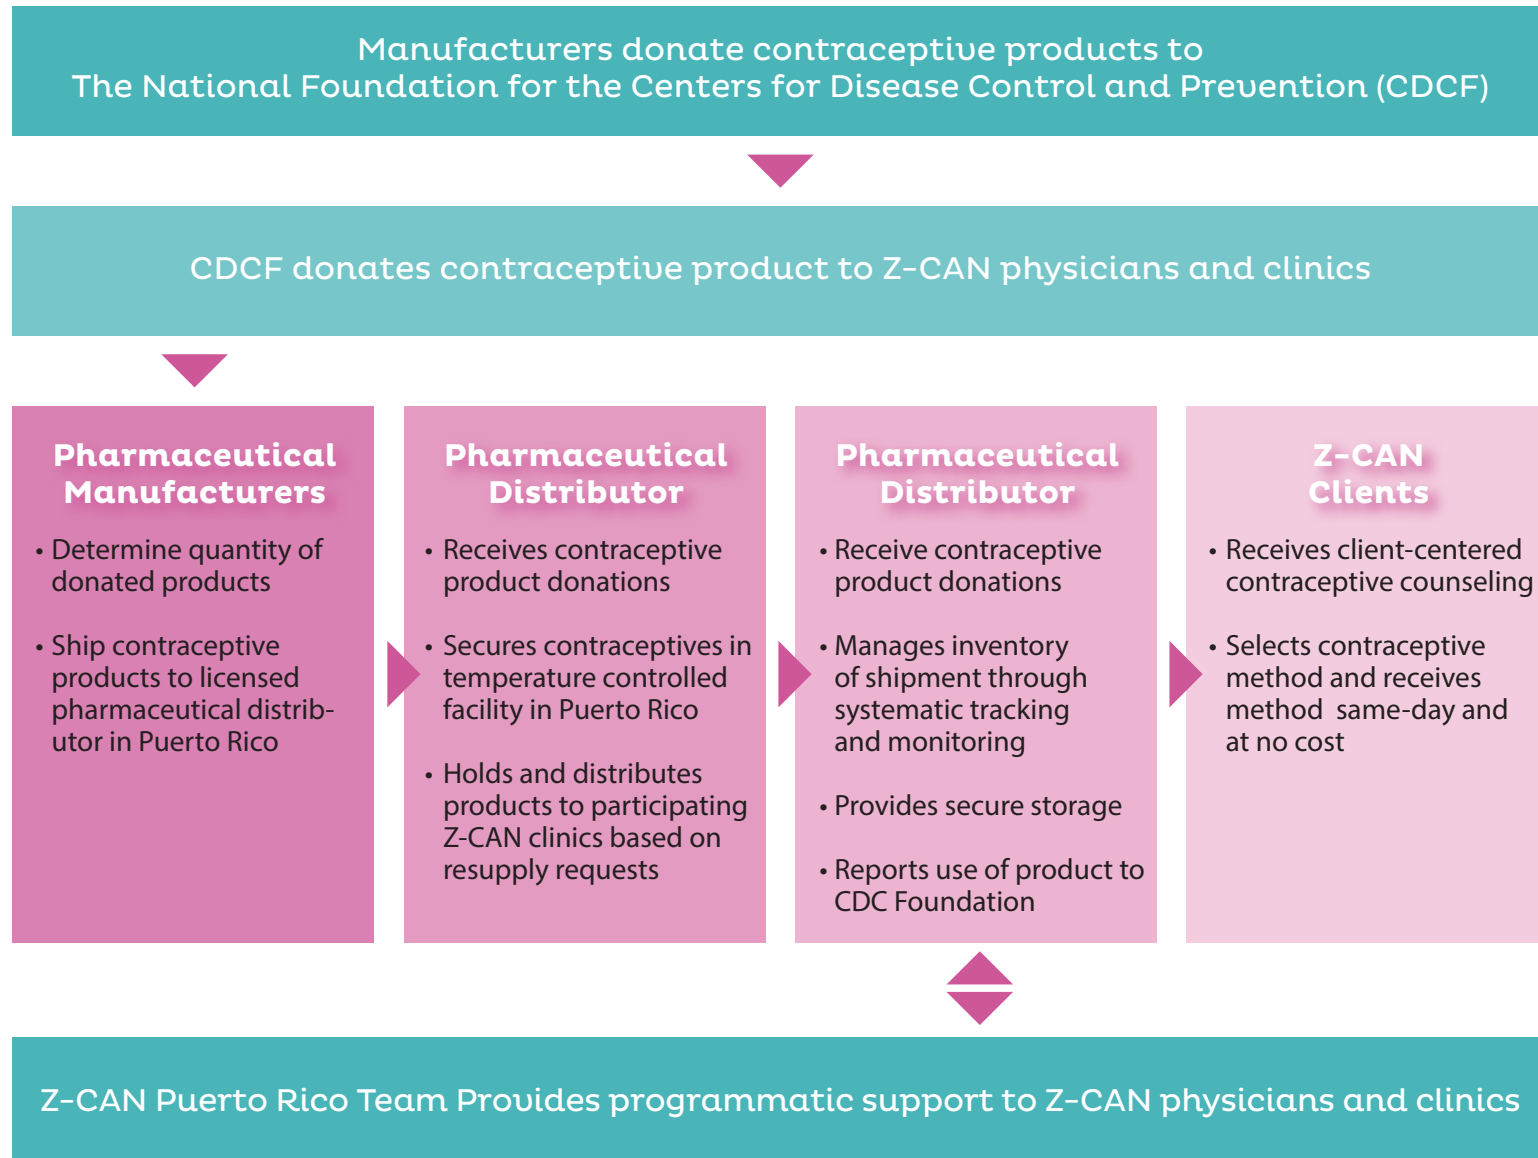 Manufacturers donate contraceptive products to
The National Foundation for the Centers for Disease Control and Prevention (CDCF)
CDCF donates contraceptive product to Z-CAN physicians and clinics
Pharmaceutical
Manufacturers
• Determine quantity of
donated products
• Ship contraceptive
products to licensed
pharmaceutical distrib-
utor in Puerto Rico
Pharmaceutical
Distributor
• Receives contraceptive
product donations
• Secures contraceptives in
temperature controlled
facility in Puerto Rico
• Holds and distributes
products to participating
Z-CAN clinics based on
resupply requests
Pharmaceutical
Distributor
• Receive contraceptive
product donations
• Manages inventory
of shipment through
systematic tracking
and monitoring
• Provides secure storage
• Reports use of product to
CDC Foundation
Z-CAN
Clients
• Receives client-centered
contraceptive counseling
• Selects contraceptive
method and receives
method same-day and
at no cost
Z-CAN Puerto Rico Team Provides programmatic support to Z-CAN physicians and clinics